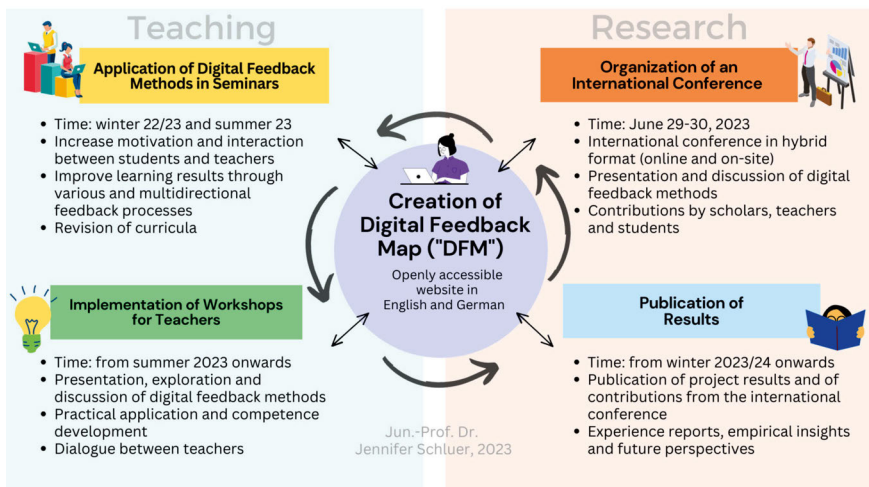 Teaching
Application of Digital Feedback
Methods in Seminars
• Time: winter 22/23 and summer 23
• Increase motivation and interaction
between students and teachers
• Improve learning results through
various and multidirectional
feedback processes
• Revision of curricula
Implementation of Workshops
for Teachers
• Time: from summer 2023 onwards
• Presentation, exploration and
discussion of digital feedback methods
• Practical application and competence
development
• Dialogue between teachers
Creation of
Digital Feedback
Map ("DFM")
Openly accessible
website in
English and German
Jun.-Prof. Dr.
Jennifer Schluer, 2023
Research
Organization of an
International Conference
• Time: June 29-30, 2023
• International conference in hybrid
format (online and on-site)
• Presentation and discussion of digital
feedback methods
• Contributions by scholars, teachers
and students
Publication of
Results
• Time: from winter 2023/24 onwards
• Publication of project results and of
contributions from the international
conference
• Experience reports, empirical insights
and future perspectives